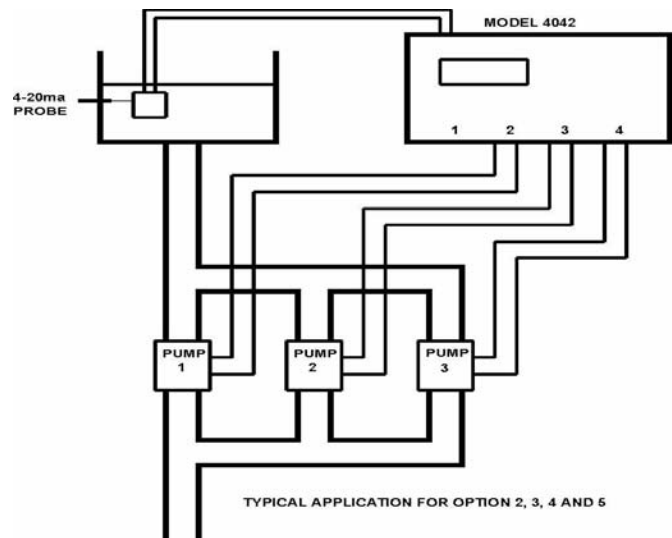 MODEL 4042
4-20ma
PROBE
1 2 3 4
PUMP
1
PUMP
2
PUMP
3
TYPICAL APPLICATION FOR OPTION 2, 3, 4 AND 5